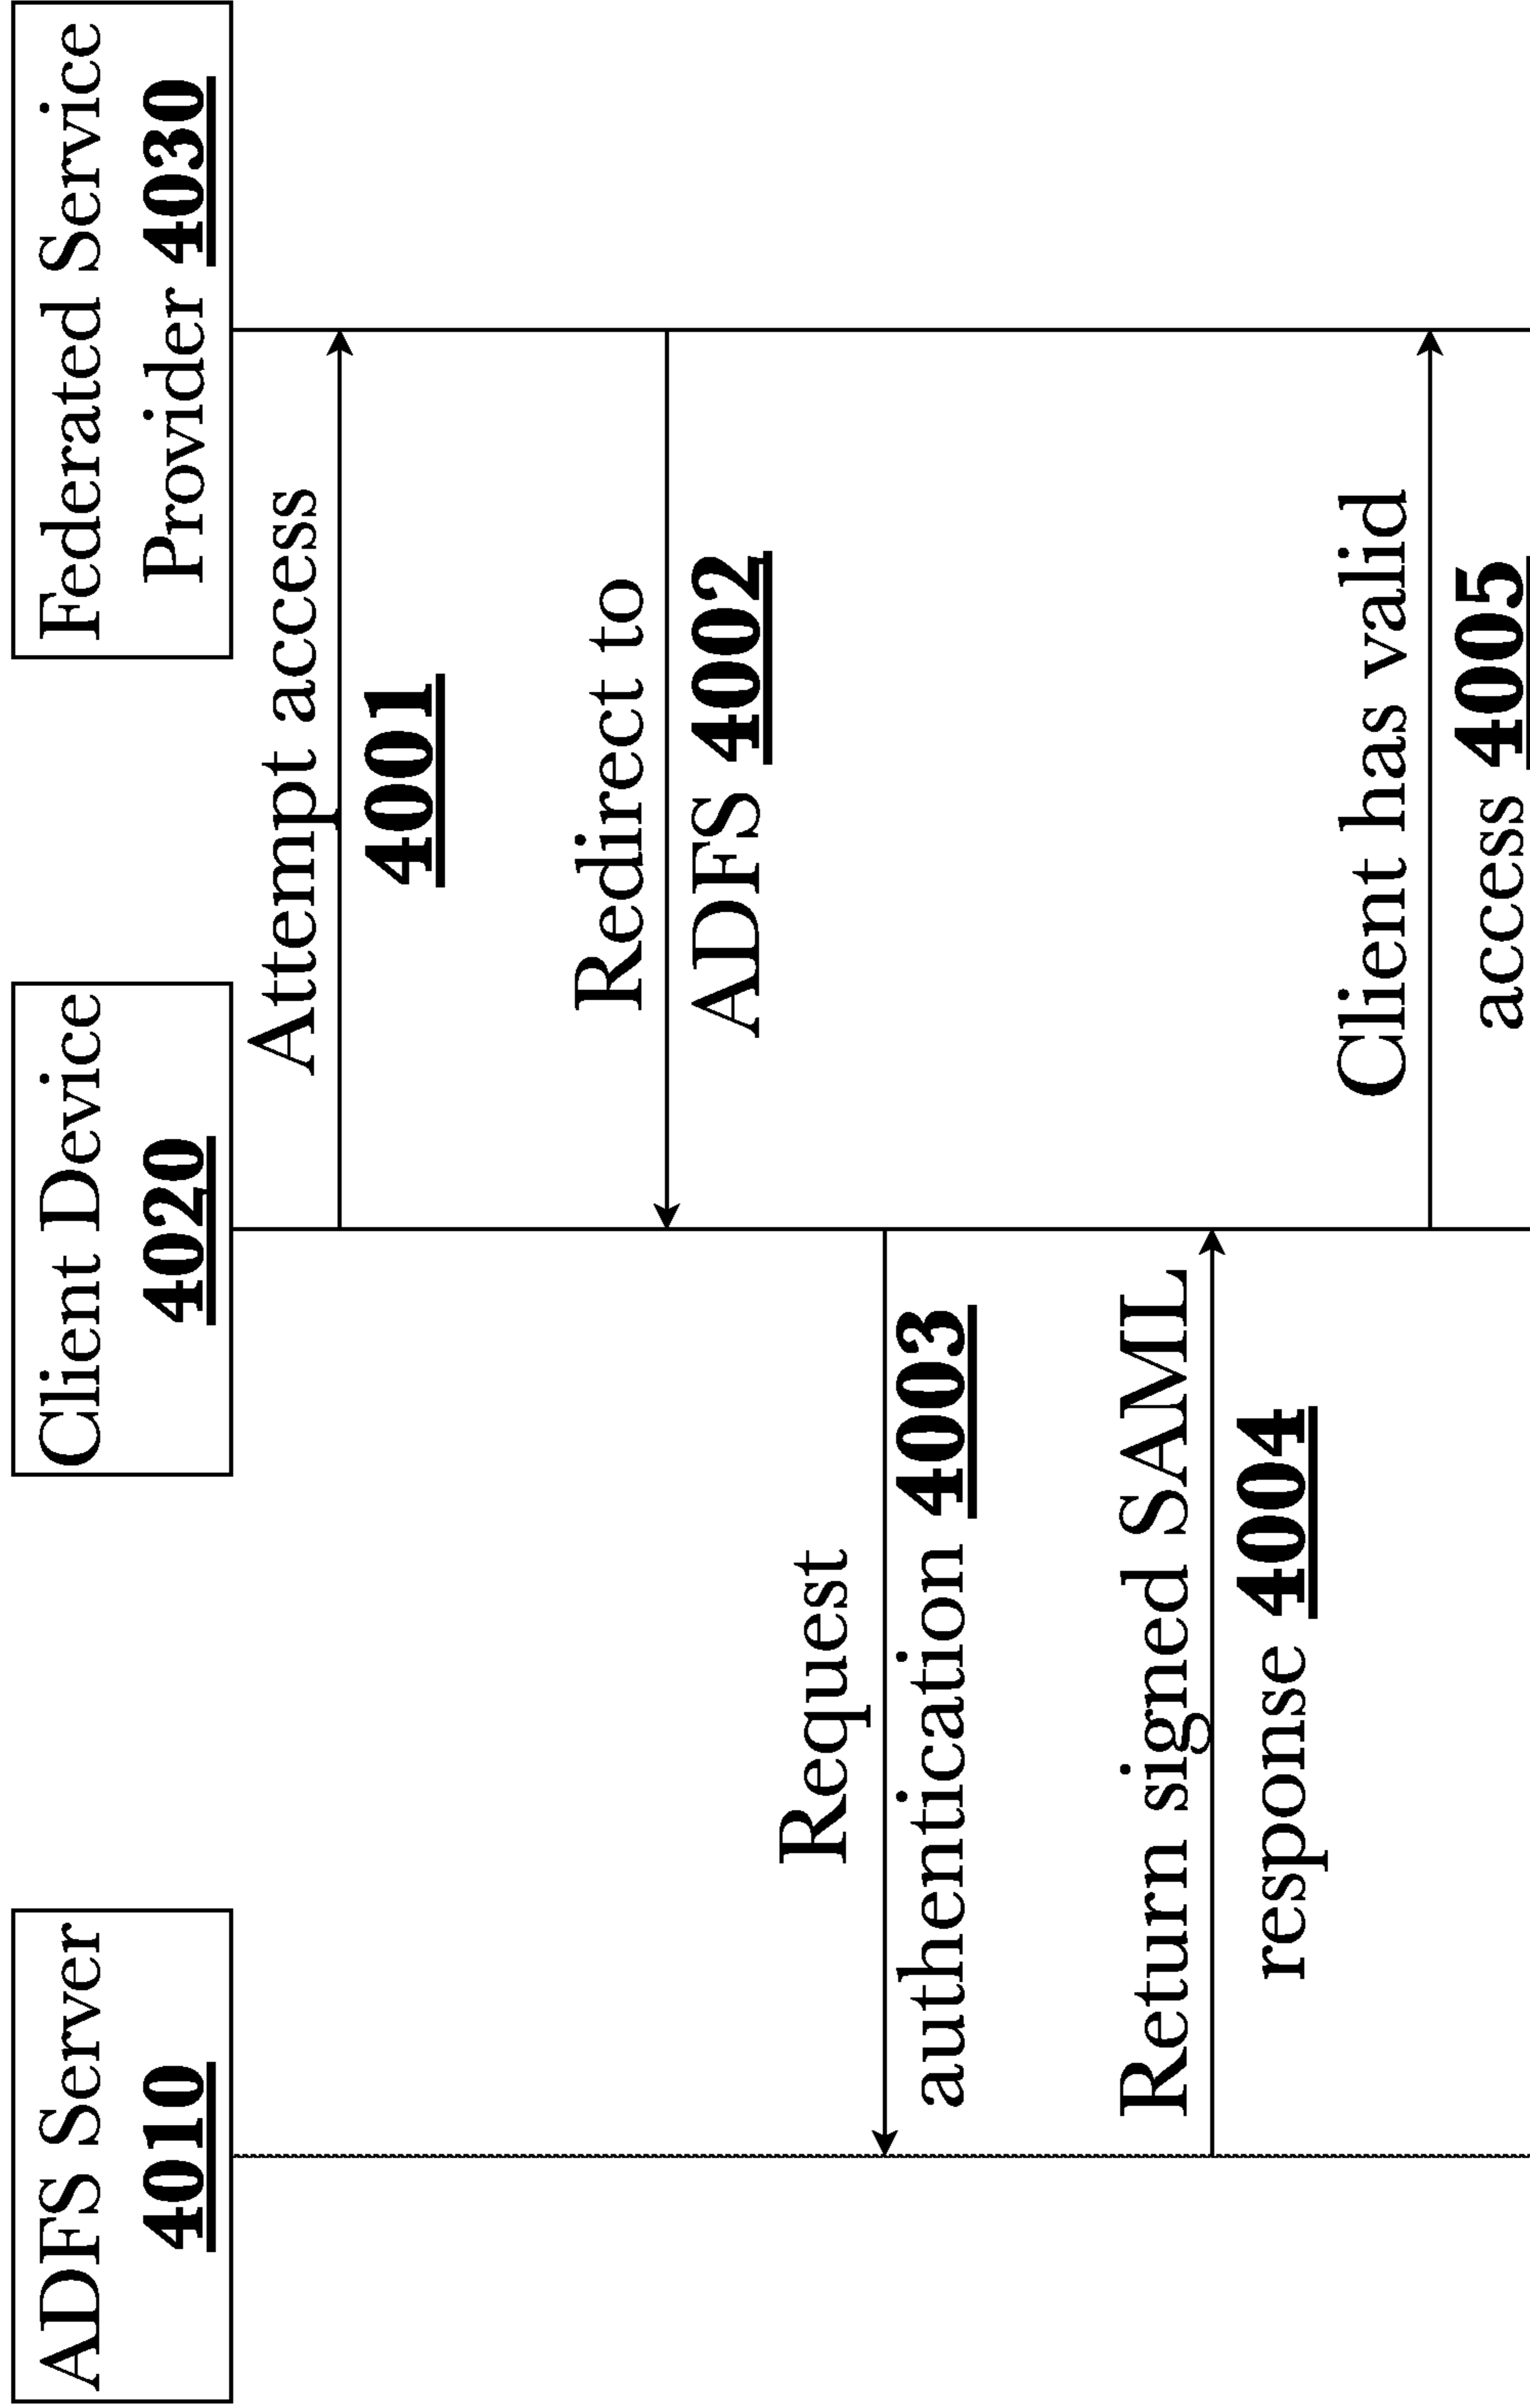 ADFS Server
4010
Client Device
4020
Federated Service
Provider 4030
Attempt access
4001
Redirect to
ADFS 4002
Request
authentication 4003
Return signed SAML
response 4004
Client has valid
access 4005